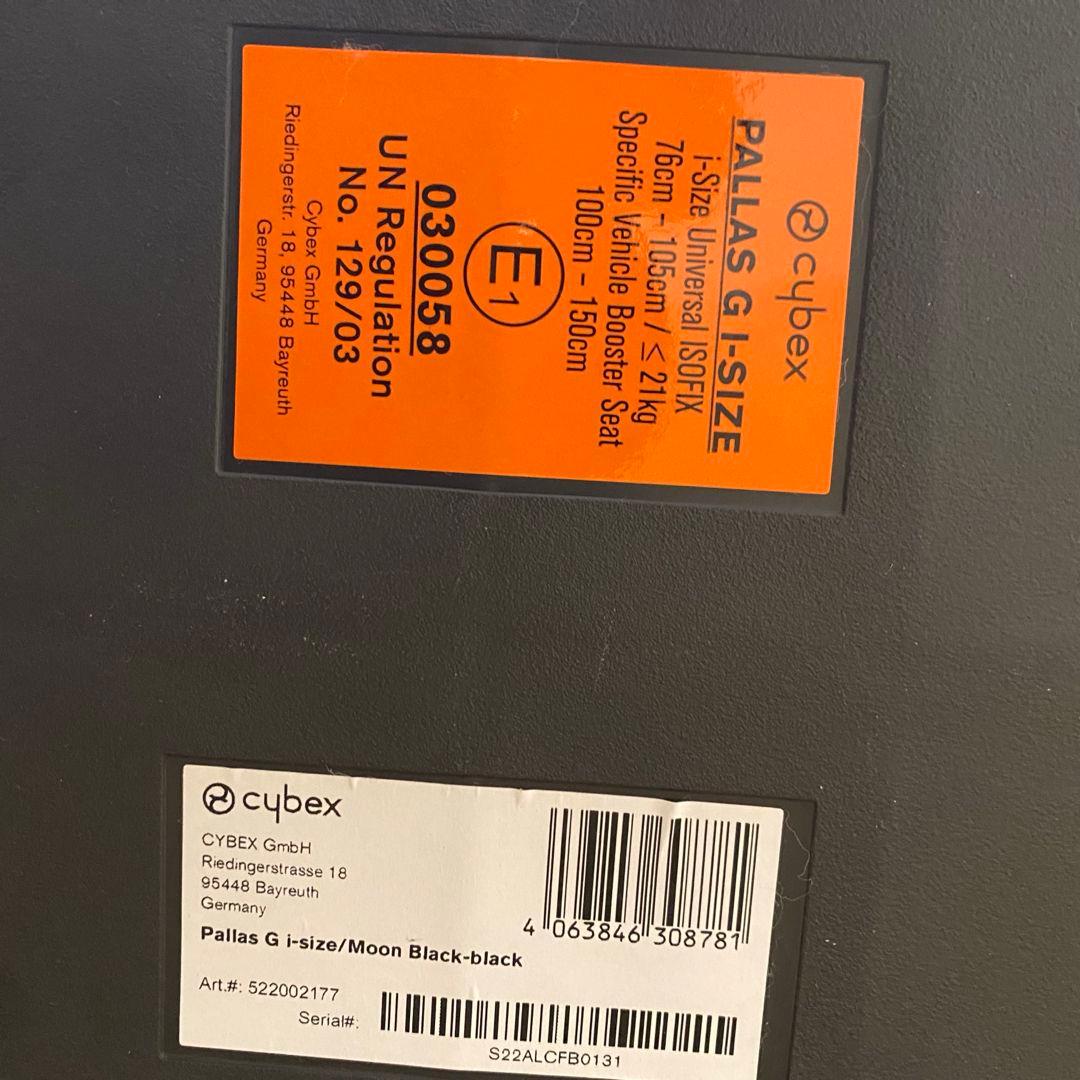 cybex
PALLAS G I-SIZE
i-Size Universal ISOFIX
76cm - 105cm / ≤ 21kg
Specific Vehicle Booster Seat
100cm - 150cm
E1
030058
UN Regulation
No. 129/03
Cybex GmbH
Riedingerstr. 18, 95448 Bayreuth
Germany
cybex
CYBEX GmbH
Riedingerstrasse 18
95448 Bayreuth
Germany
4 063846 308781
Pallas G i-size/Moon Black-black
Art.#: 522002177
Serial#:
S22ALCFB0131